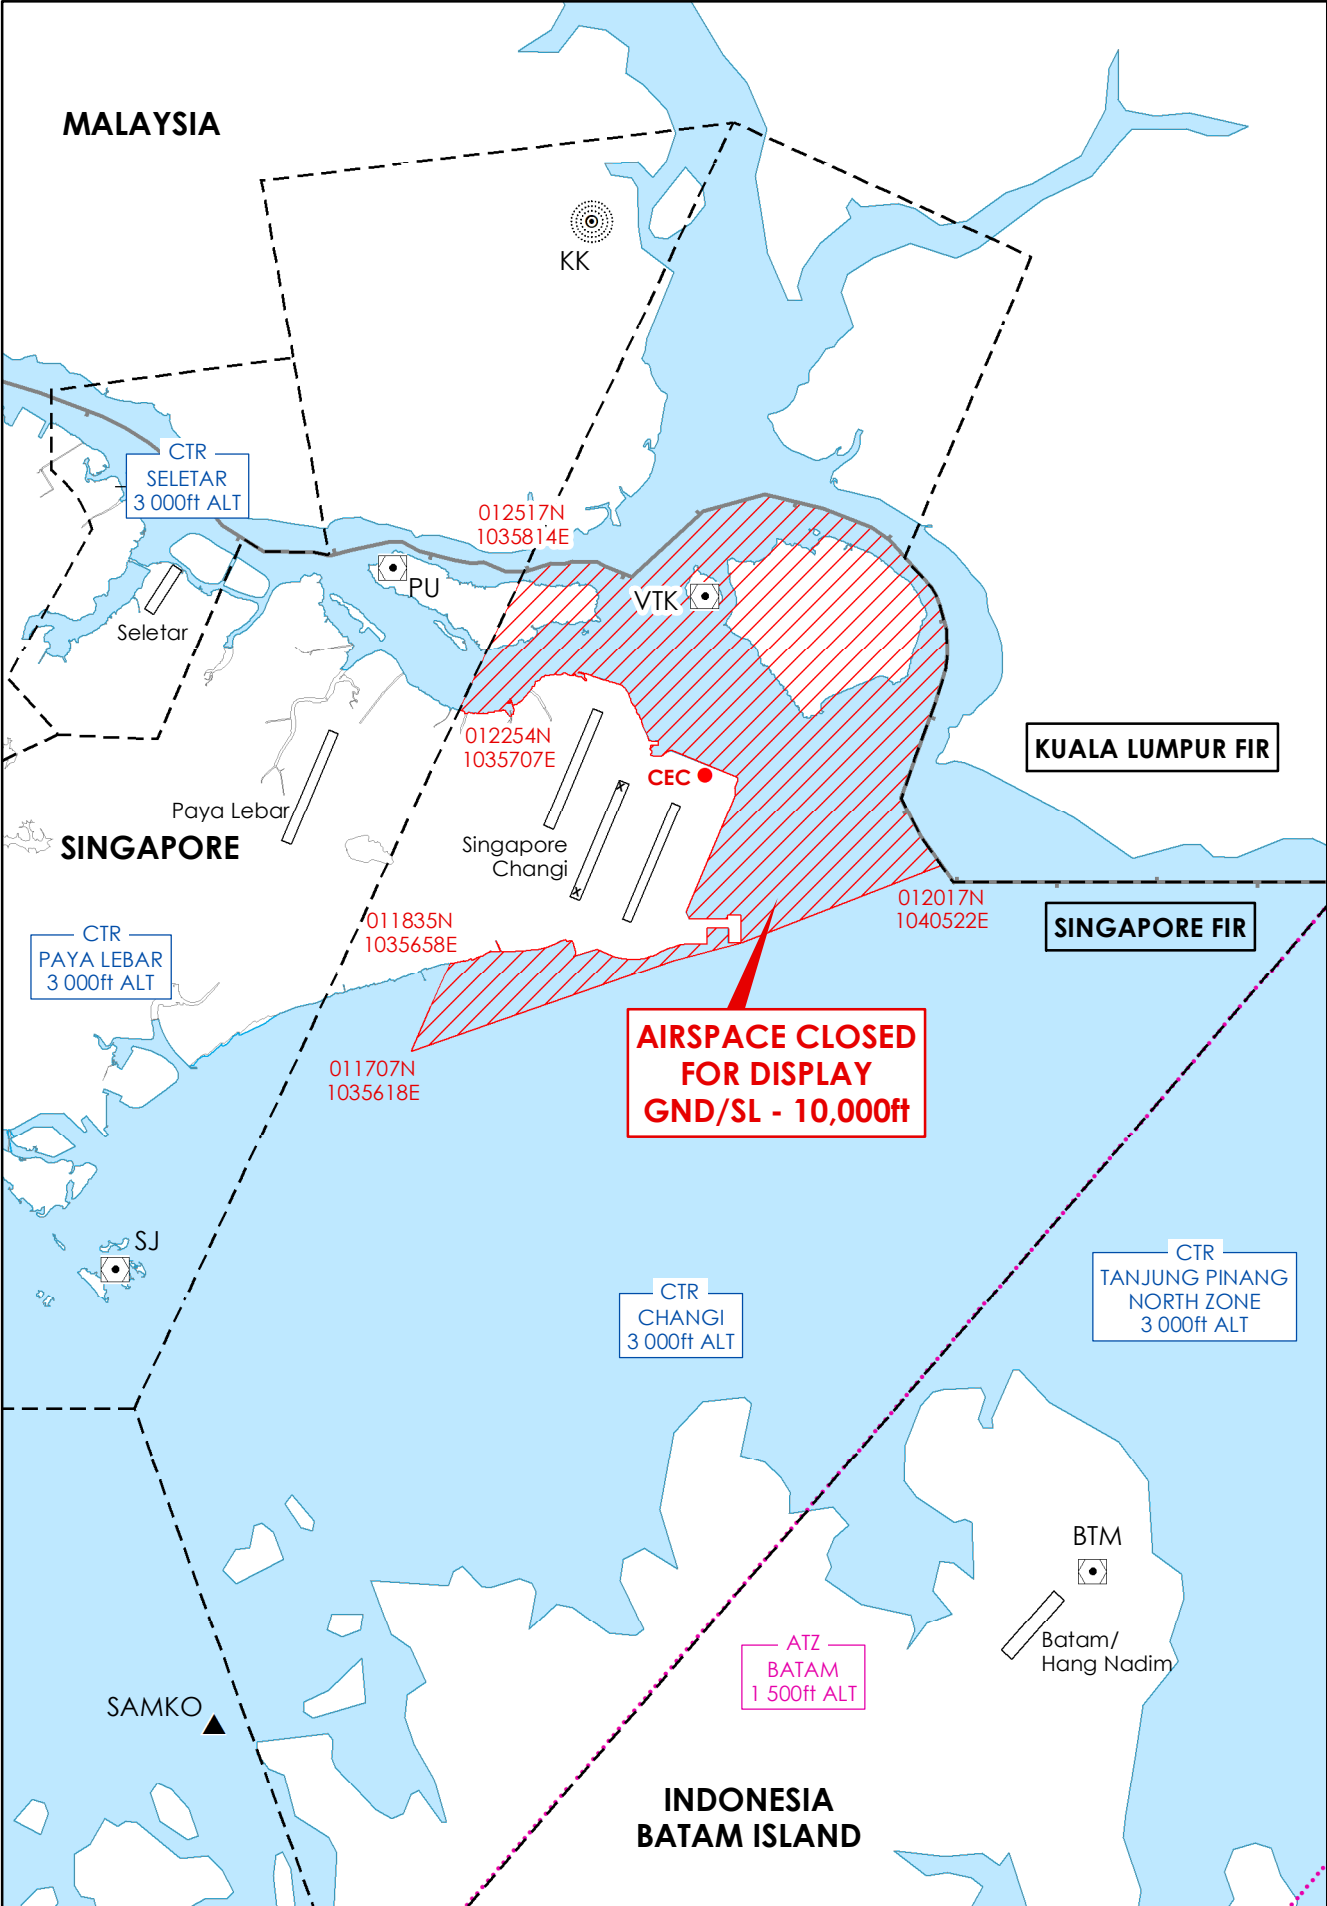 MALAYSIA
KK
CTR
SELETAR
3 000ft ALT
012517N
1035814E
PU
VTK
Seletar
012254N
1035707E
KUALA LUMPUR FIR
CEC
Paya Lebar
SINGAPORE
Singapore
Changi
012017N
1040522E
011835N
1035658E
SINGAPORE FIR
CTR
PAYA LEBAR
3 000ft ALT
AIRSPACE CLOSED
FOR DISPLAY
GND/SL - 10,000ft
011707N
1035618E
SJ
CTR
TANJUNG PINANG
NORTH ZONE
3 000ft ALT
CTR
CHANGI
3 000ft ALT
BTM
Batam/
Hang Nadim
ATZ
BATAM
1 500ft ALT
SAMKO
INDONESIA
BATAM ISLAND